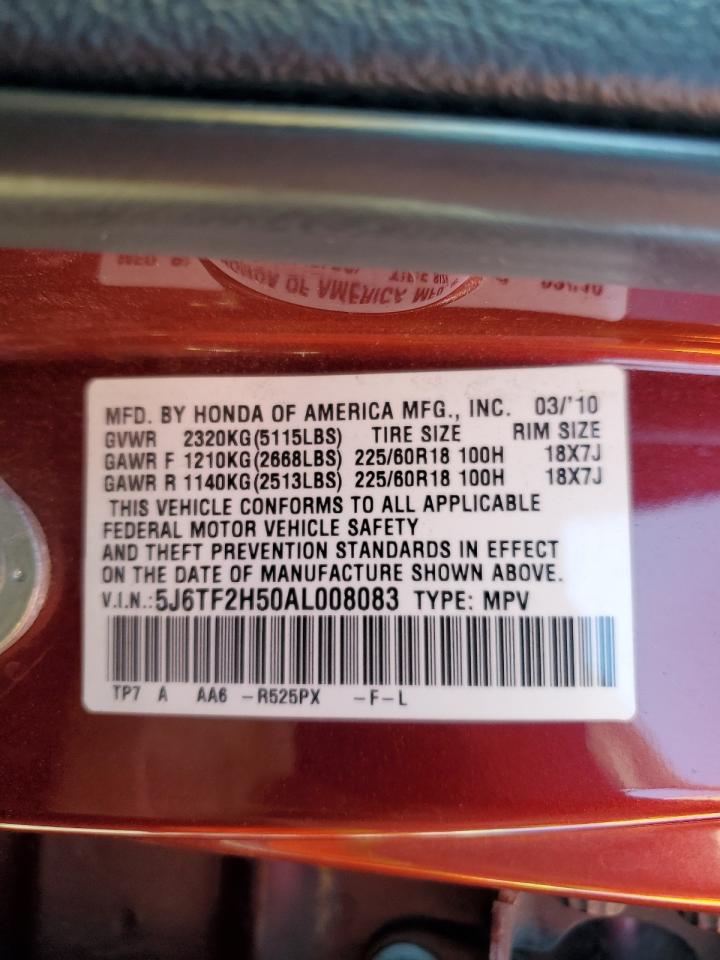 MFD. BY HONDA OF AMERICA MFG., INC. 03/'10
GVWR 2320KG(5115LBS) TIRE SIZE RIM SIZE
GAWR F 1210KG(2668LBS) 225/60R18 100H 18X7J
GAWR R 1140KG(2513LBS) 225/60R18 100H 18X7J
THIS VEHICLE CONFORMS TO ALL APPLICABLE
FEDERAL MOTOR VEHICLE SAFETY
AND THEFT PREVENTION STANDARDS IN EFFECT
ON THE DATE OF MANUFACTURE SHOWN ABOVE.
V.I.N.:5J6TF2H50AL008083 TYPE: MPV
TP7 A AA6 -R525PX -F-L